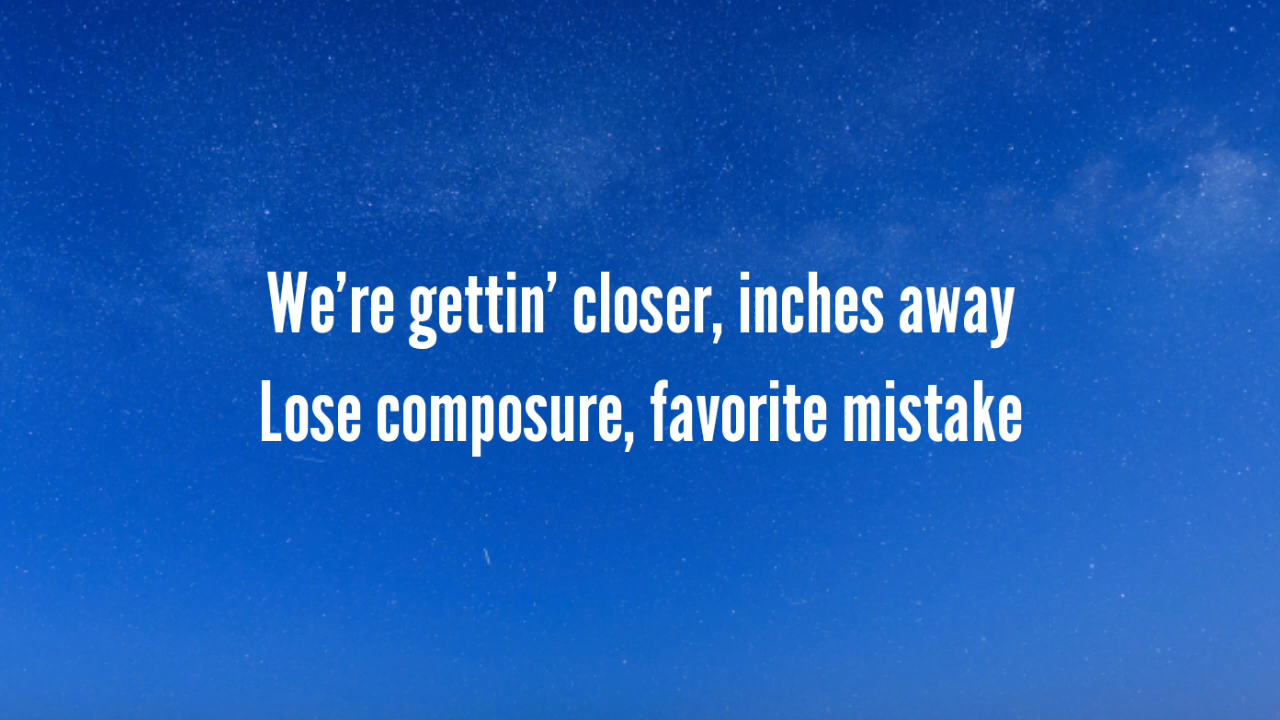 We’re gettin’ closer, inches away
Lose composure, favorite mistake